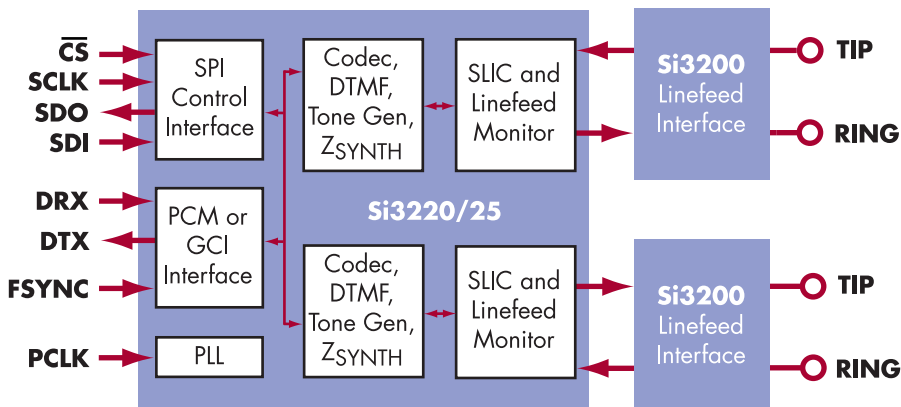 CS
SCLK
SDO
SDI
DRX
DTX
FSYNC
PCLK
SPI
Control
Interface
PCM or
GCI
Interface
PLL
Codec,
DTMF,
Tone Gen,
ZSYNTH
SLIC and
Linefeed
Monitor
Si3220/25
Codec,
DTMF,
Tone Gen,
ZSYNTH
SLIC and
Linefeed
Monitor
Si3200
Linefeed
Interface
TIP
RING
Si3200
Linefeed
Interface
TIP
RING